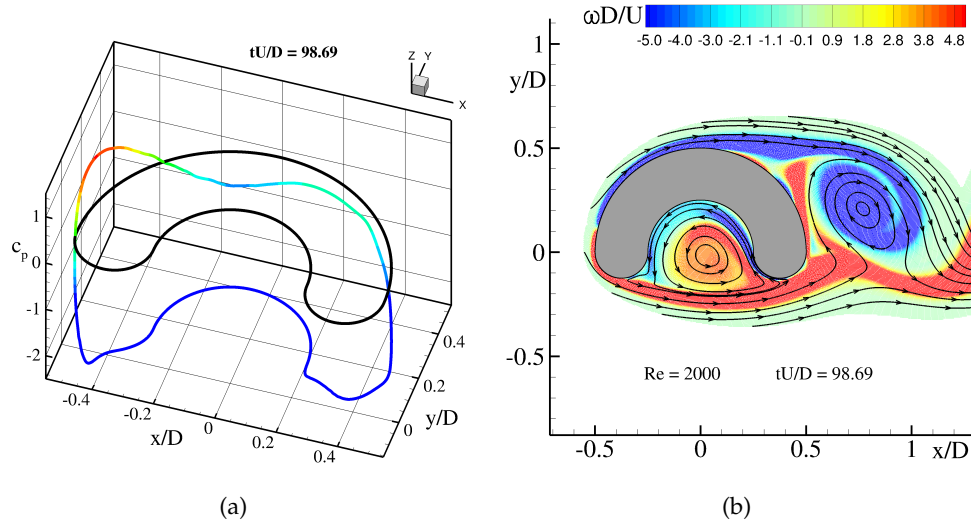 tU/D = 98.69
Z
Y
X
c_p
1
0
-1
-2
-0.4
-0.2
0
0.2
0.4
x/D
0
0.2
0.4
y/D
(a)
ωD/U
-5.0 -4.0 -3.0 -2.1 -1.1 -0.1 0.9 1.8 2.9 3.8 4.8
1
y/D
0.5
0
-0.5
Re = 2000 tU/D = 98.69
-0.5 0 0.5 1 x/D
(b)